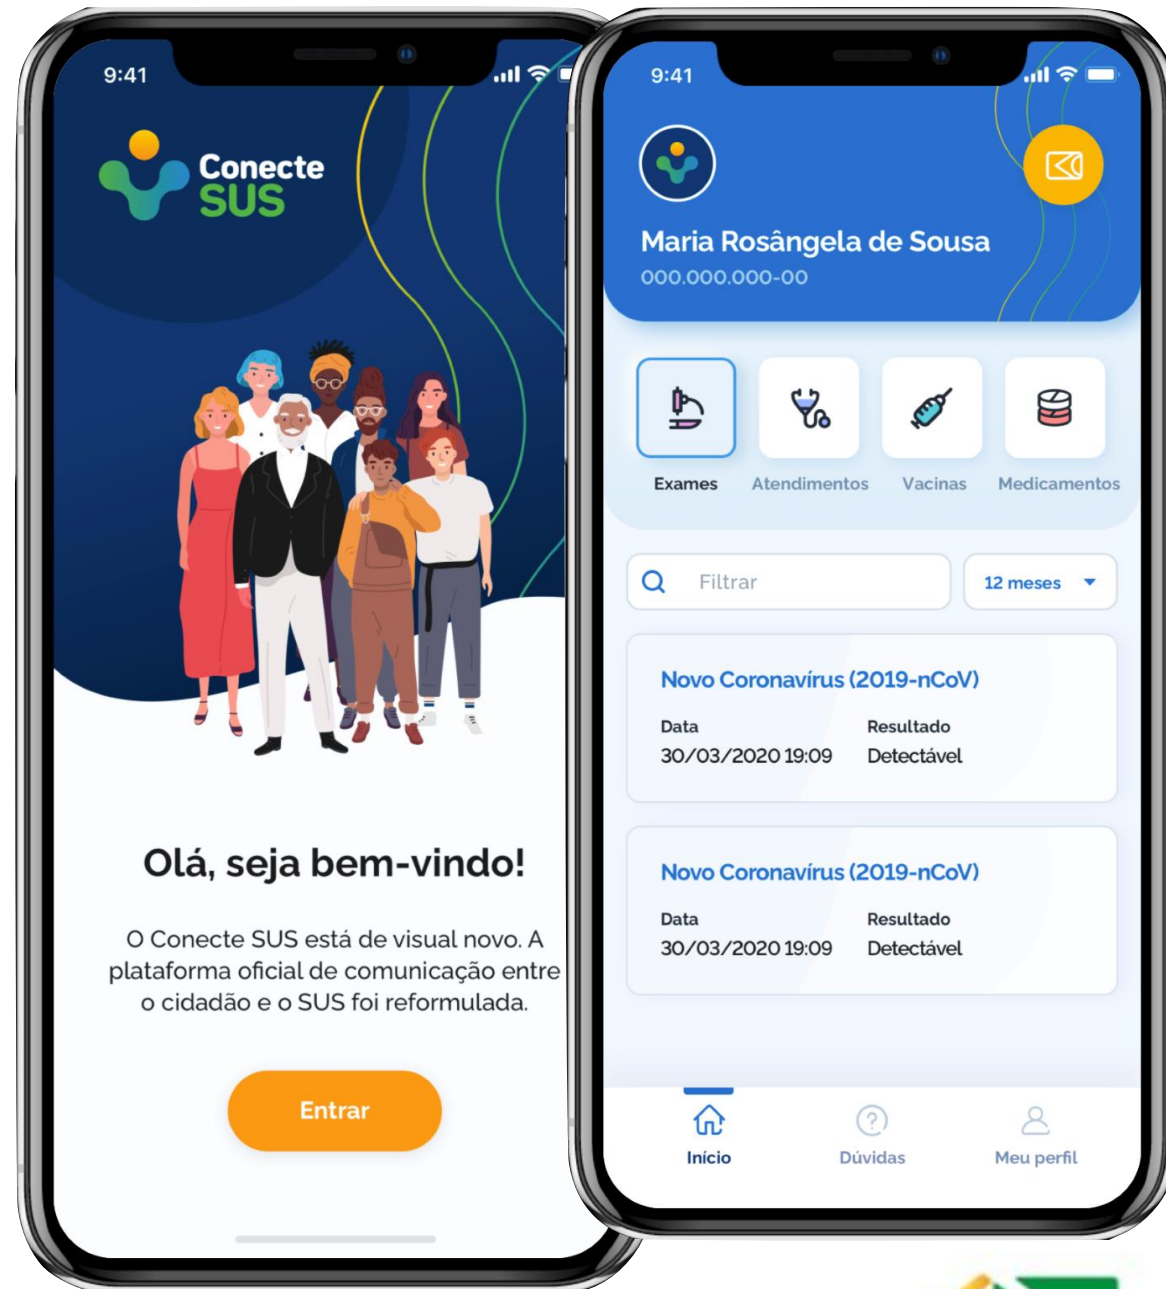 9:41
Conecte
SUS
Olá, seja bem-vindo!
O Conecte SUS está de visual novo. A
plataforma oficial de comunicação entre
o cidadão e o SUS foi reformulada.
Entrar
9:41
Maria Rosângela de Sousa
000.000.000-00
Exames Atendimentos Vacinas Medicamentos
Filtrar 12 meses
Novo Coronavírus (2019-nCoV)
Data Resultado
30/03/2020 19:09 Detectável
Novo Coronavírus (2019-nCoV)
Data Resultado
30/03/2020 19:09 Detectável
Início Dúvidas Meu perfil